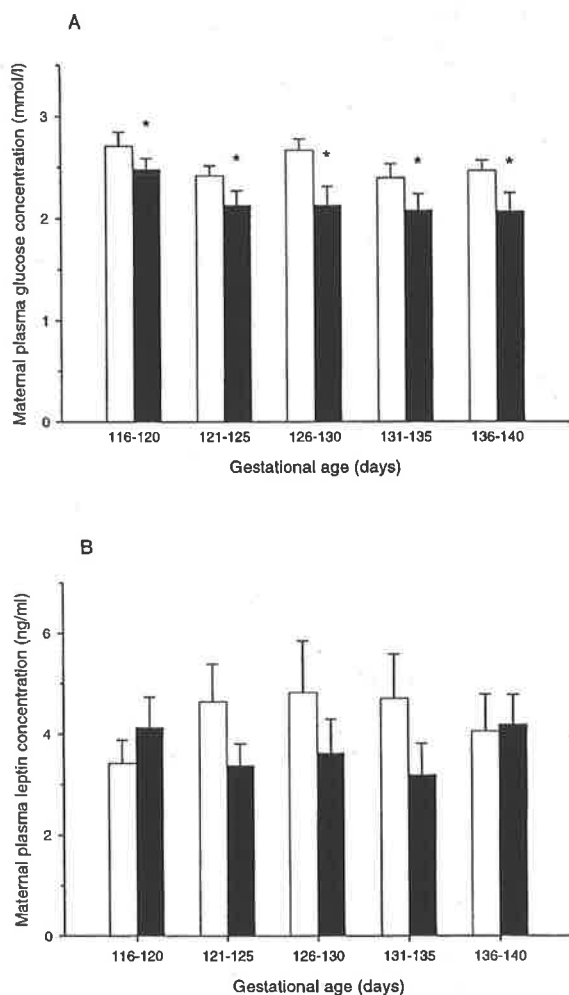 A
Maternal plasma glucose concentration (mmol/l)
3
2
1
0
* * * * *
116-120 121-125 126-130 131-135 136-140
Gestational age (days)
B
Maternal plasma leptin concentration (ng/ml)
6
4
2
0
116-120 121-125 126-130 131-135 136-140
Gestational age (days)